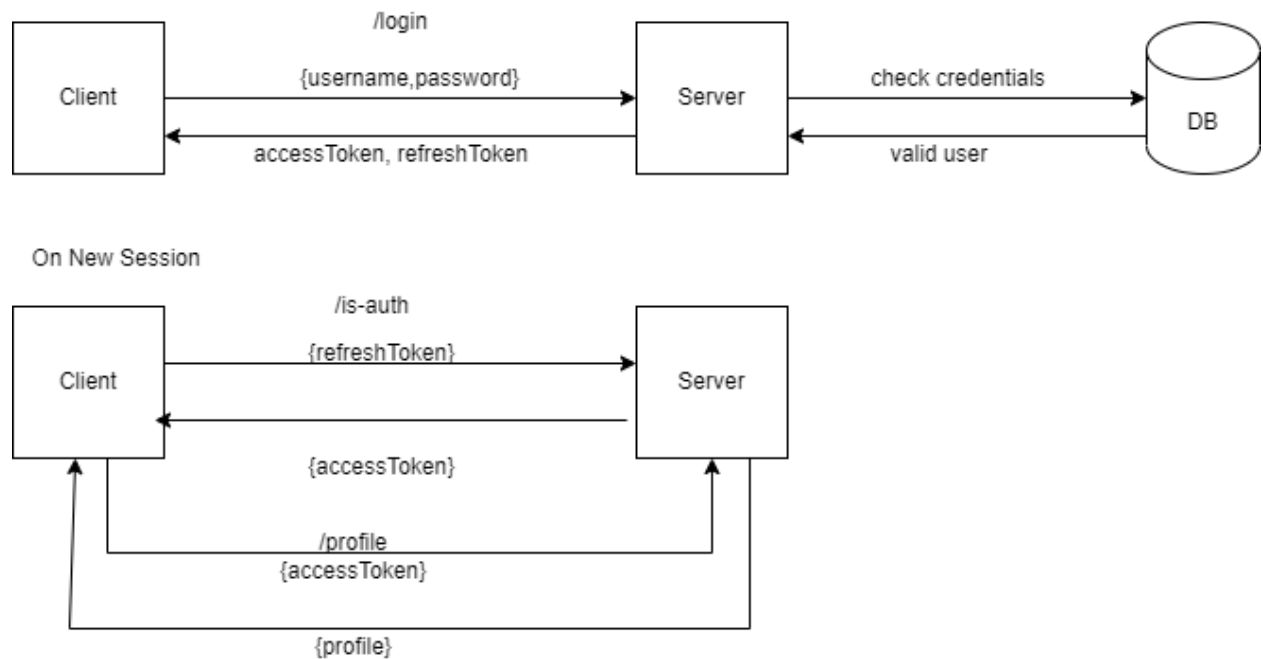 /login
{username,password}
check credentials
Client
Server
DB
accessToken, refreshToken
valid user
On New Session
/is-auth
{refreshToken}
Client
Server
{accessToken}
/profile
{accessToken}
{profile}